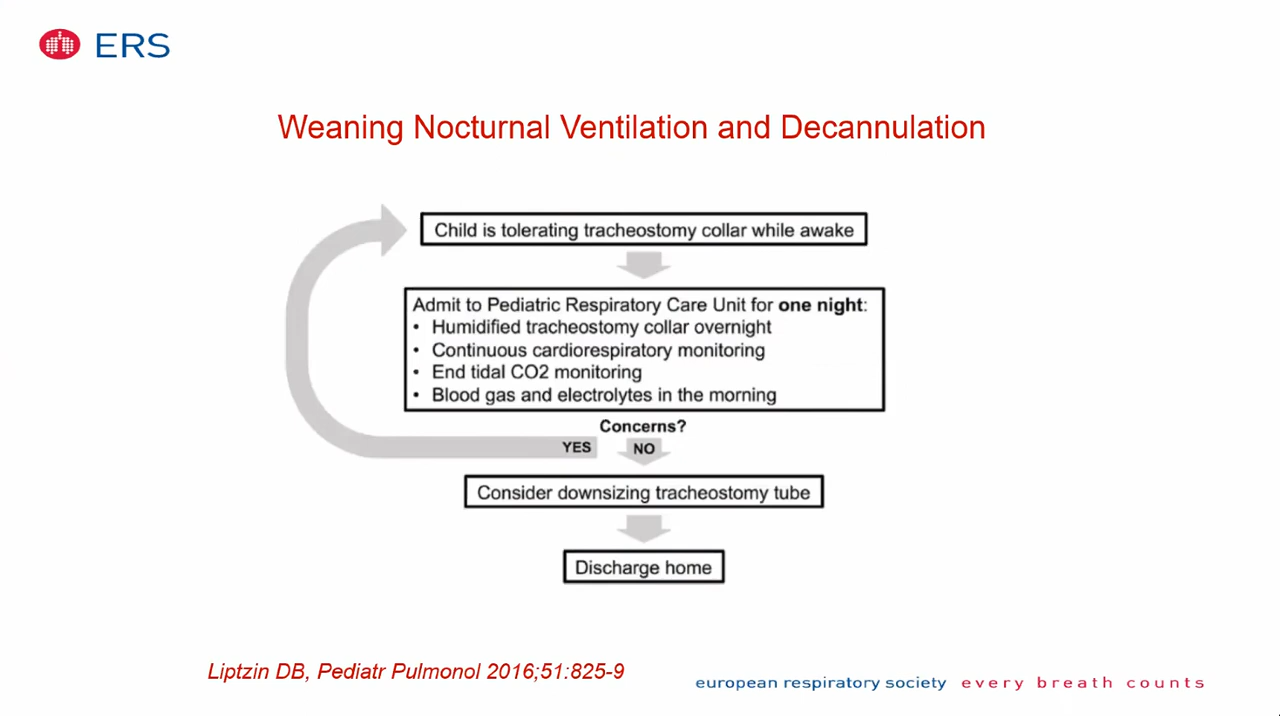 ERS
Weaning Nocturnal Ventilation and Decannulation
Child is tolerating tracheostomy collar while awake
Admit to Pediatric Respiratory Care Unit for one night:
• Humidified tracheostomy collar overnight
• Continuous cardiorespiratory monitoring
• End tidal CO2 monitoring
• Blood gas and electrolytes in the morning
Concerns?
YES NO
Consider downsizing tracheostomy tube
Discharge home
Liptzin DB, Pediatr Pulmonol 2016;51:825-9
european respiratory society every breath counts